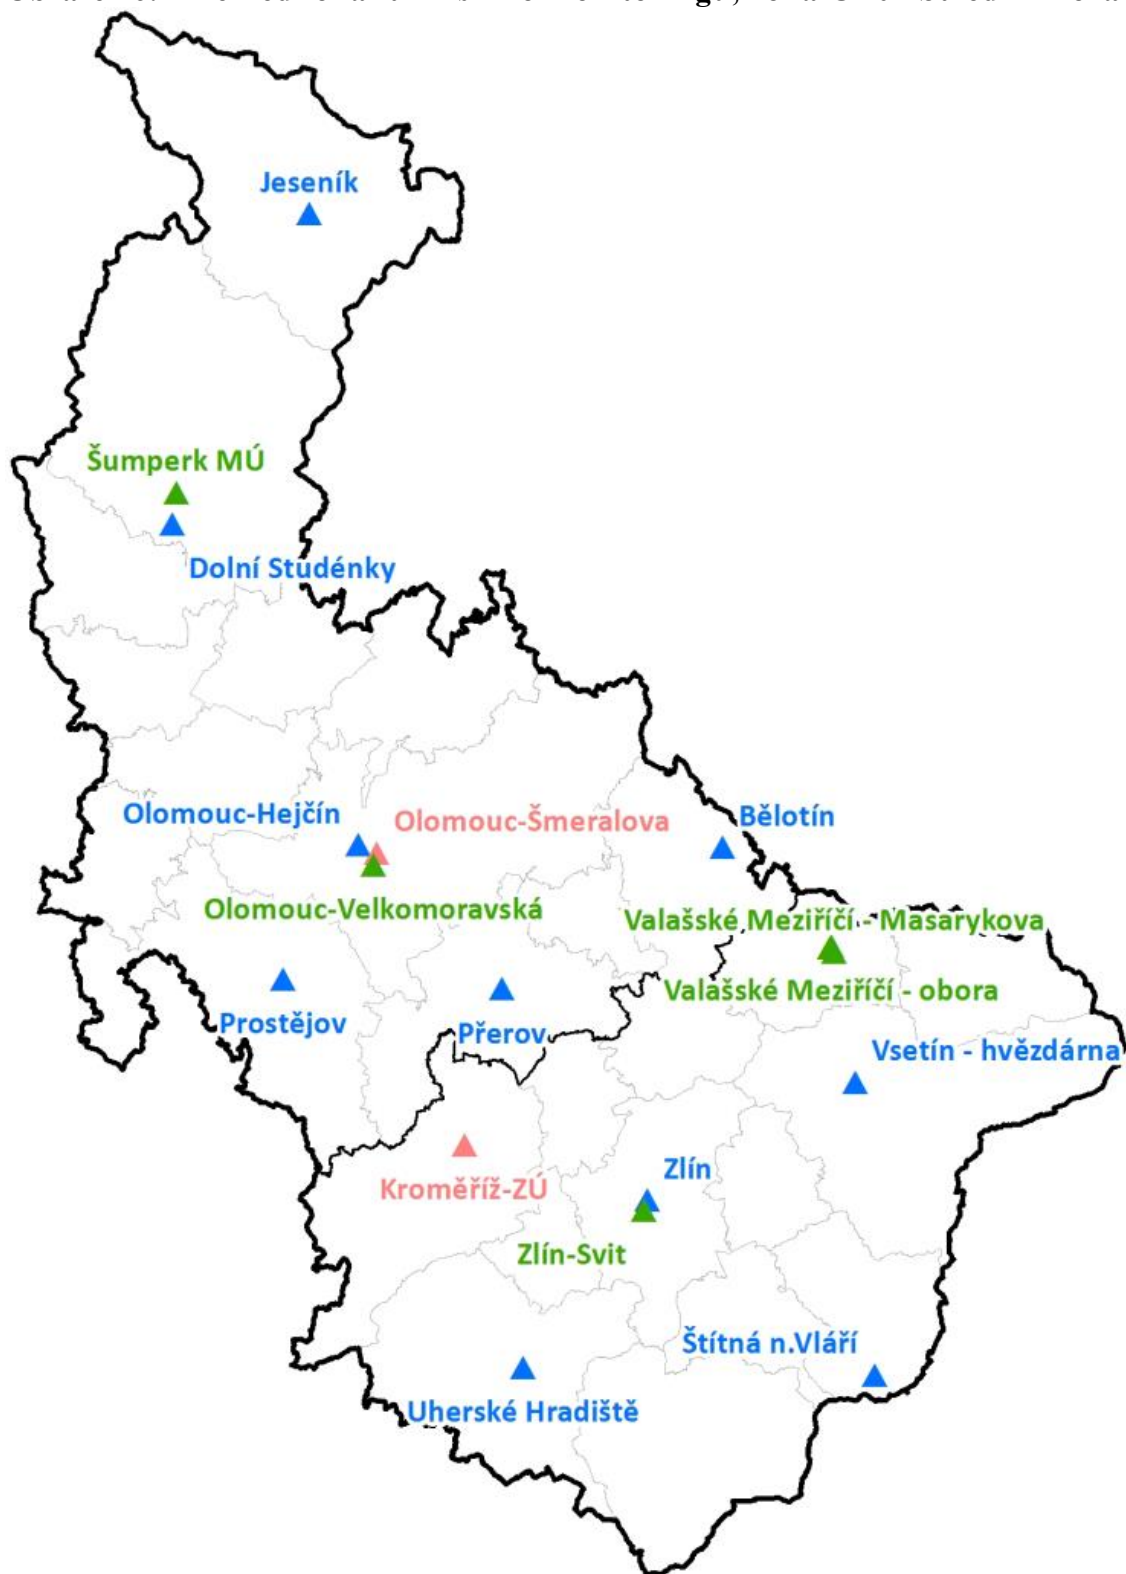 Jeseník
Šumperk MÚ
Dolní Studénky
Olomouc-Hejčín
Olomouc-Šmeralova
Bělotín
Olomouc-Velkomoravská
Valašské Meziříčí - Masarykova
Valašské Meziříčí - obora
Prostějov
Přerov
Vsetín - hvězdárna
Zlín
Kroměříž-ZÚ
Zlín-Svit
Štítná n.Vláří
Uherské Hradiště